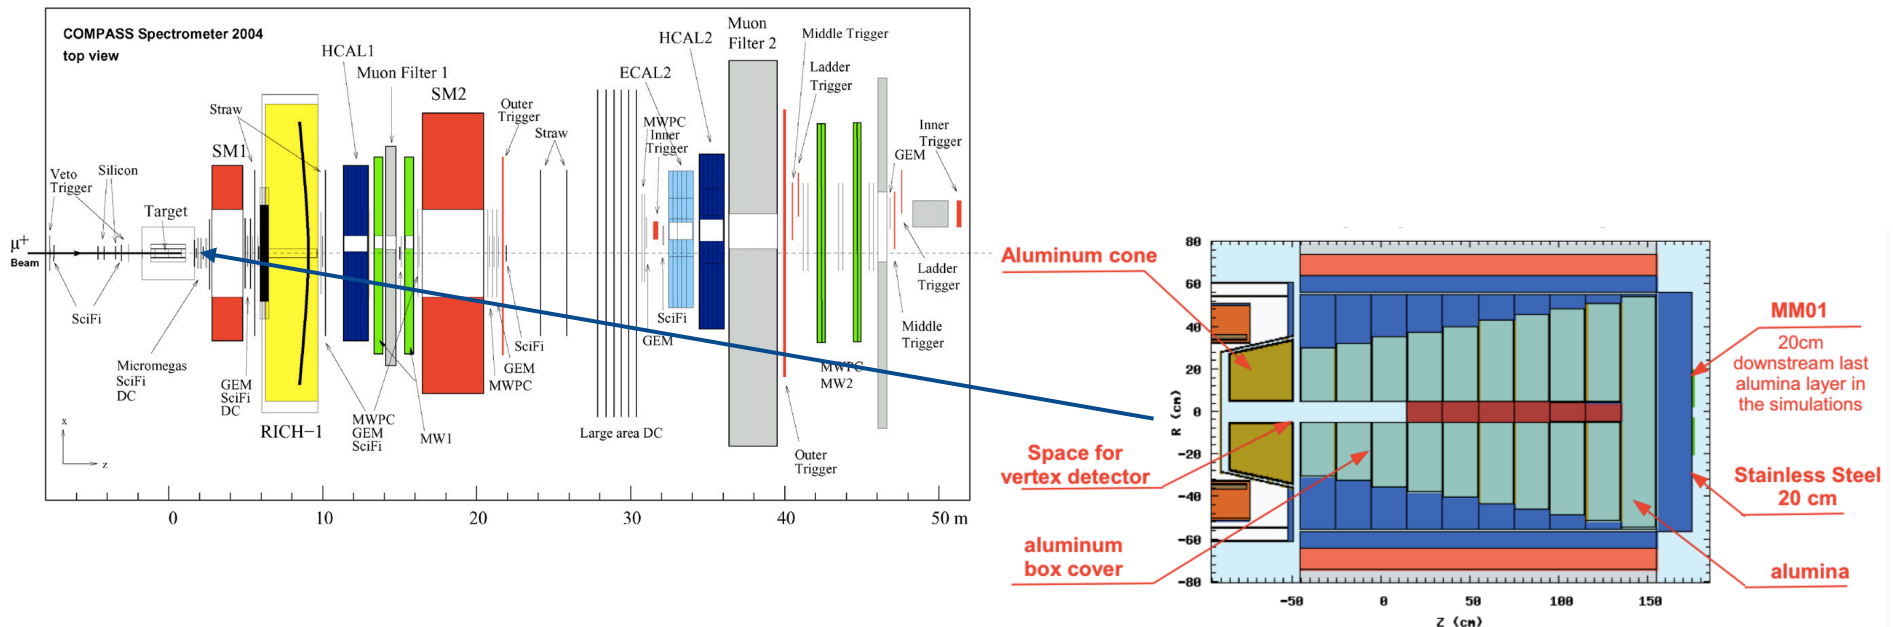 COMPASS Spectrometer 2004
top view
HCAL1
Muon Filter 1
SM2
Straw
SM1
Veto
Trigger
Silicon
Target
μ+
Beam
SciFi
Micromegas
SciFi
DC
GEM
SciFi
DC
RICH−1
MWPC
GEM
SciFi
MW1
Outer
Trigger
Straw
SciFi
GEM
MWPC
Large area DC
ECAL2
HCAL2
Muon
Filter 2
MWPC
Inner
Trigger
SciFi
GEM
Middle Trigger
Ladder
Trigger
MWPC
MW2
Outer
Trigger
Inner
Trigger
GEM
Ladder
Trigger
Middle
Trigger
x
z
0
10
20
30
40
50 m
Aluminum cone
Space for
vertex detector
aluminum
box cover
MM01
20cm
downstream last
alumina layer in
the simulations
Stainless Steel
20 cm
alumina
R (cm)
80
60
40
20
0
-20
-40
-60
-80
-50
0
50
100
150
Z (cm)